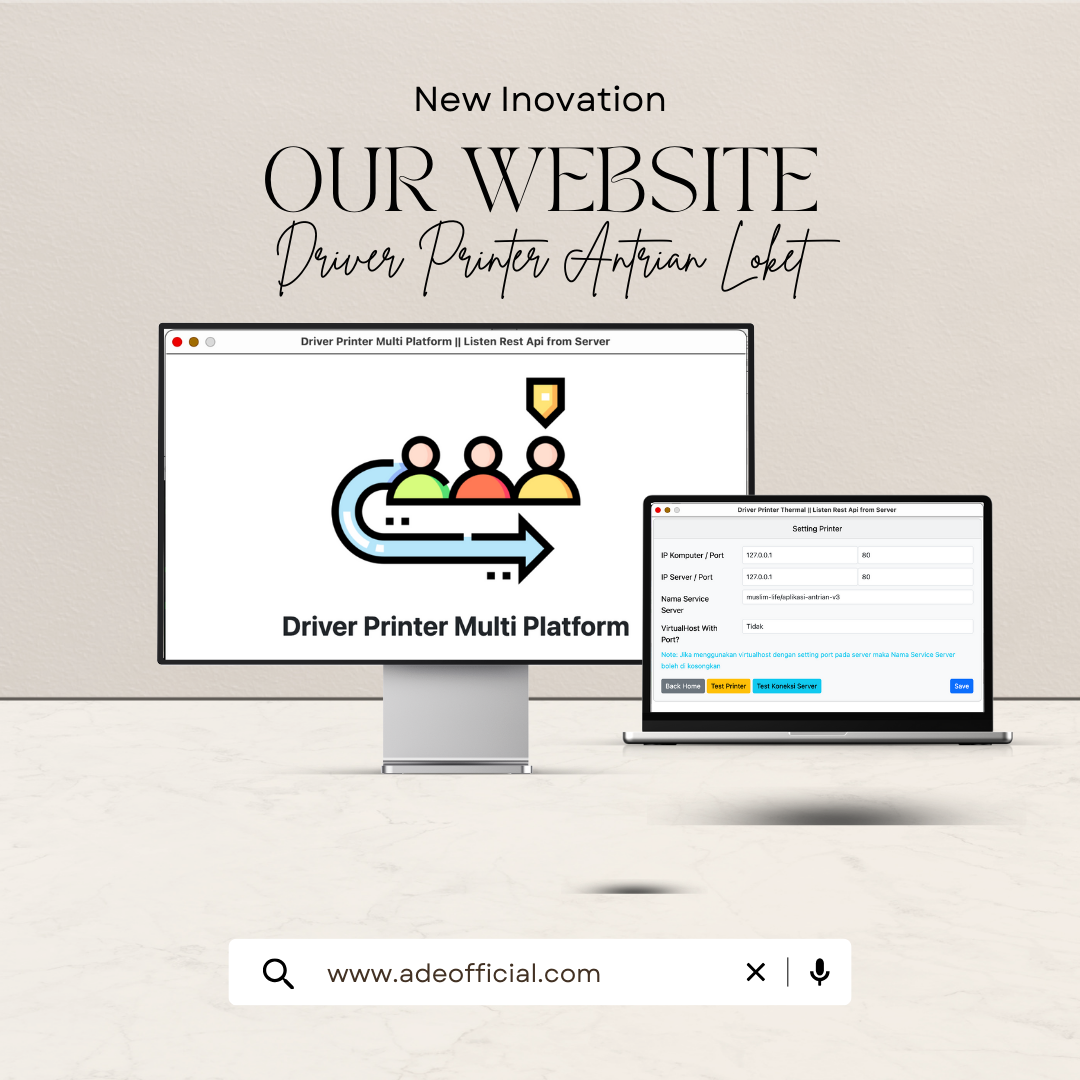 New Inovation
OUR WEBSITE
Driver Printer Antrian Loket
Driver Printer Multi Platform || Listen Rest Api from Server
Driver Printer Multi Platform
Driver Printer Thermal || Listen Rest Api from Server
Setting Printer
IP Komputer / Port 127.0.0.1 80
IP Server / Port 127.0.0.1 80
Nama Service Server muslim-life/aplikasi-antrian-v3
VirtualHost With Port? Tidak
Note: Jika menggunakan virtualhost dengan setting port pada server maka Nama Service Server
boleh di kosongkan
Back Home Test Printer Test Koneksi Server Save
www.adeofficial.com